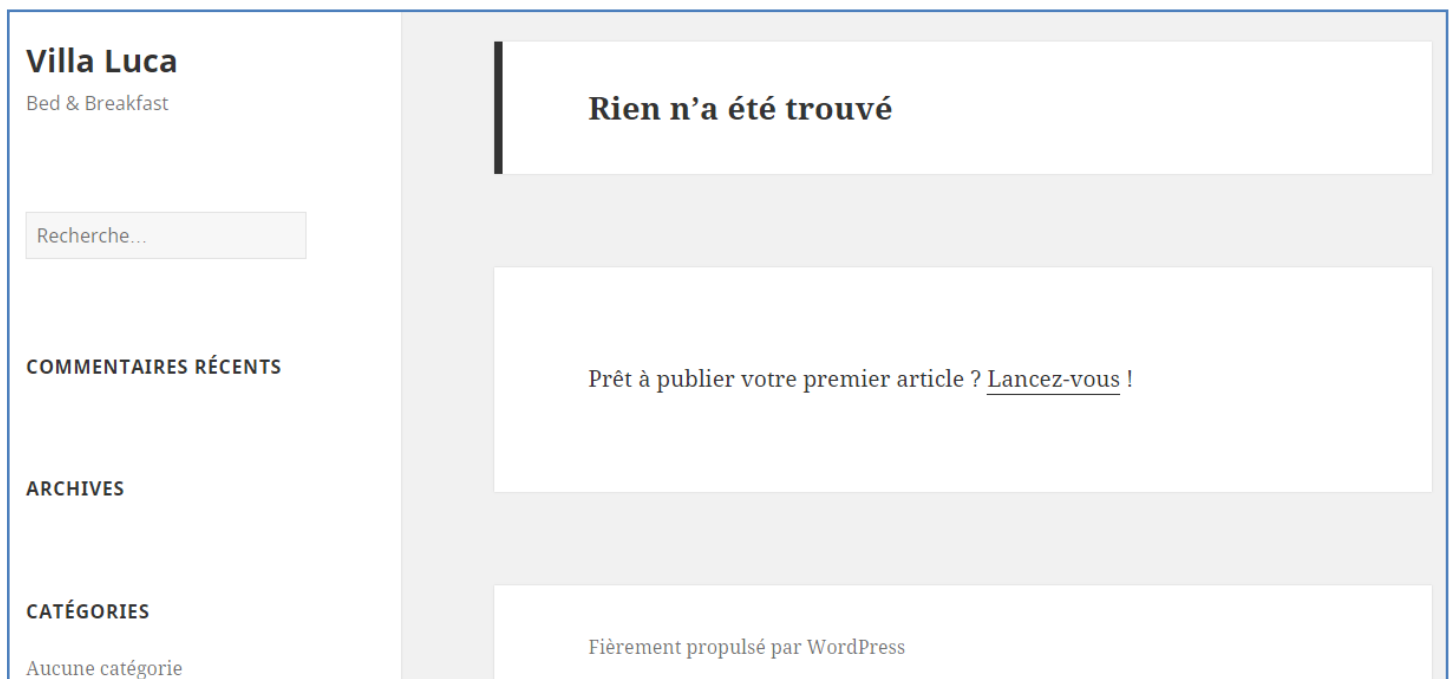 Villa Luca
Bed & Breakfast
Recherche…
COMMENTAIRES RÉCENTS
ARCHIVES
CATÉGORIES
Aucune catégorie
Rien n’a été trouvé
Prêt à publier votre premier article ? Lancez-vous !
Fièrement propulsé par WordPress